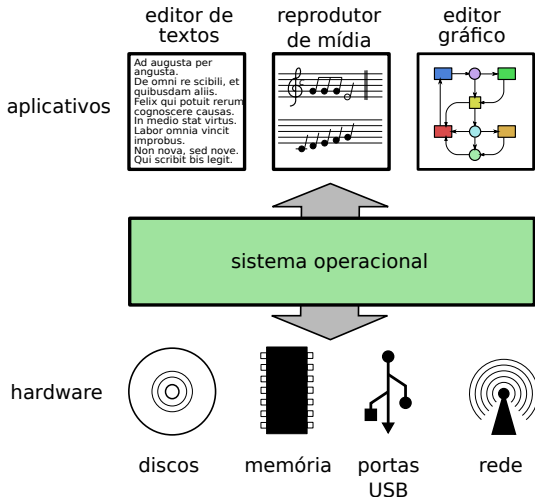 editor de
textos
reprodutor
de mídia
editor
gráfico
aplicativos
Ad augusta per
angusta.
De omni re scibili, et
quibusdam aliis.
Felix qui potuit rerum
cognoscere causas.
In medio stat virtus.
Labor omnia vincit
improbus.
Non nova, sed nove.
Qui scribit bis legit.
sistema operacional
hardware
discos
memória
portas
USB
rede